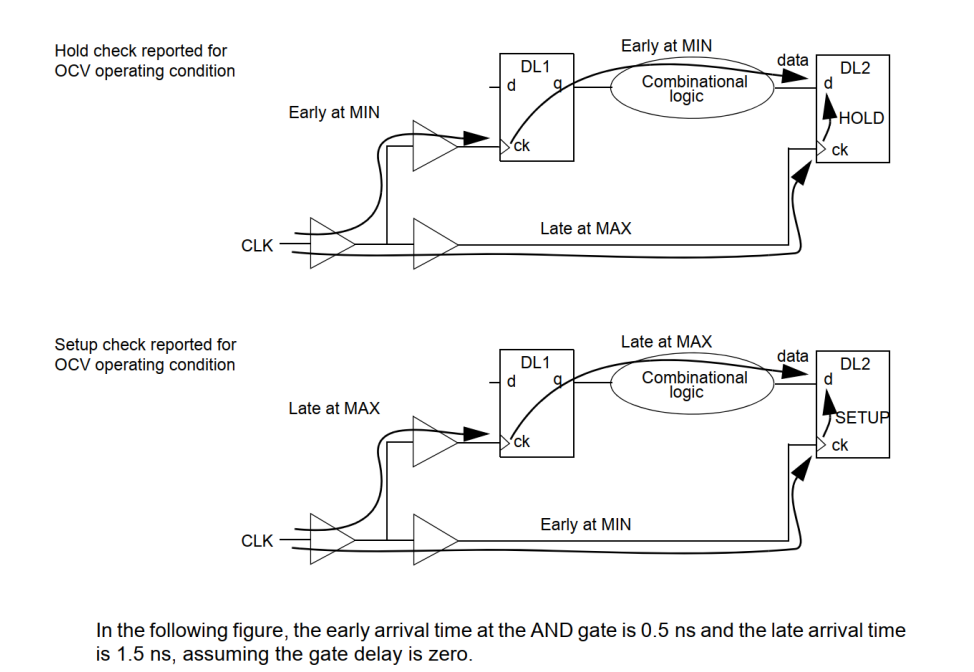 Hold check reported for
OCV operating condition
Early at MIN
Early at MIN
DL1
d
q
ck
Combinational
logic
data
DL2
d
HOLD
ck
CLK
Late at MAX
Setup check reported for
OCV operating condition
Late at MAX
Late at MAX
DL1
d
q
ck
Combinational
logic
data
DL2
d
SETUP
ck
CLK
Early at MIN
In the following figure, the early arrival time at the AND gate is 0.5 ns and the late arrival time
is 1.5 ns, assuming the gate delay is zero.